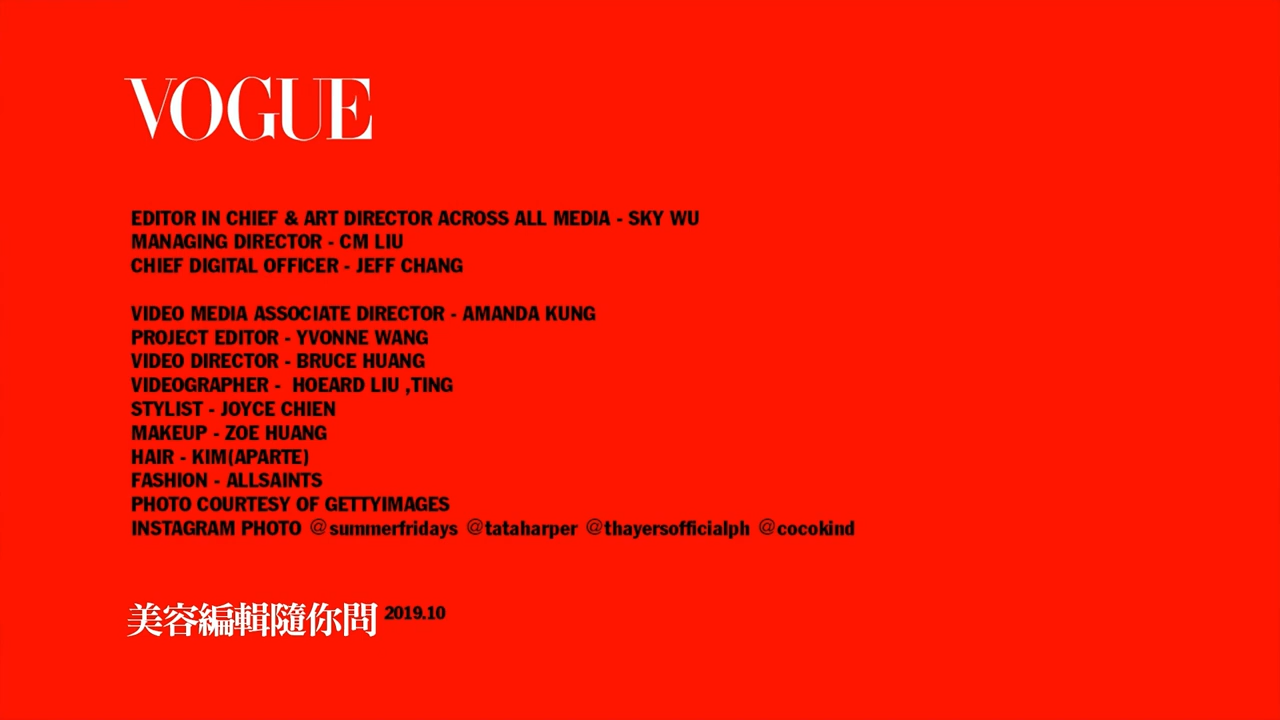 VOGUE
EDITOR IN CHIEF & ART DIRECTOR ACROSS ALL MEDIA - SKY WU
MANAGING DIRECTOR - CM LIU
CHIEF DIGITAL OFFICER - JEFF CHANG
VIDEO MEDIA ASSOCIATE DIRECTOR - AMANDA KUNG
PROJECT EDITOR - YVONNE WANG
VIDEO DIRECTOR - BRUCE HUANG
VIDEOGRAPHER -  HOEARD LIU ,TING
STYLIST - JOYCE CHIEN
MAKEUP - ZOE HUANG
HAIR - KIM(APARTE)
FASHION - ALLSAINTS
PHOTO COURTESY OF GETTYIMAGES
INSTAGRAM PHOTO @summerfridays @tataharper @thayersofficialph @cocokind
美容編輯隨你問 2019.10